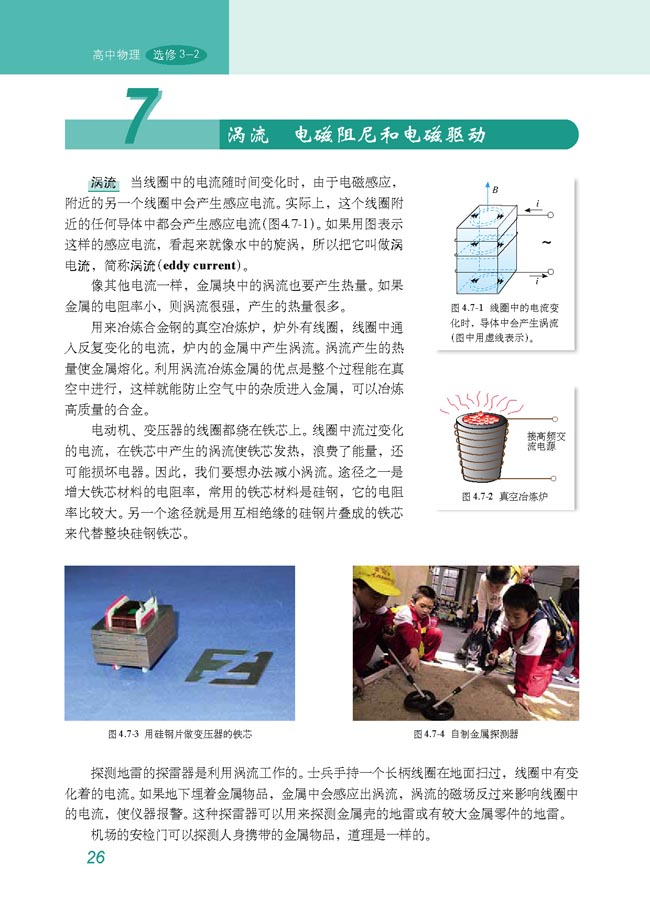 高中物理 选修 3-2
7
涡流 电磁阻尼和电磁驱动
涡流 当线圈中的电流随时间变化时，由于电磁感应，
附近的另一个线圈中会产生感应电流。实际上，这个线圈附
近的任何导体中都会产生感应电流(图4.7-1)。如果用图表示
这样的感应电流，看起来就像水中的旋涡，所以把它叫做涡
电流，简称涡流(eddy current)。
像其他电流一样，金属块中的涡流也要产生热量。如果
金属的电阻率小，则涡流很强，产生的热量很多。
用来冶炼合金钢的真空冶炼炉，炉外有线圈，线圈中通
入反复变化的电流，炉内的金属中产生涡流。涡流产生的热
量使金属熔化。利用涡流冶炼金属的优点是整个过程能在真
空中进行，这样就能防止空气中的杂质进入金属，可以冶炼
高质量的合金。
电动机、变压器的线圈都绕在铁芯上。线圈中流过变化
的电流，在铁芯中产生的涡流使铁芯发热，浪费了能量，还
可能损坏电器。因此，我们要想办法减小涡流。途径之一是
增大铁芯材料的电阻率，常用的铁芯材料是硅钢，它的电阻
率比较大。另一个途径就是用互相绝缘的硅钢片叠成的铁芯
来代替整块硅钢铁芯。
B
i
~
i
图 4.7-1 线圈中的电流变
化时，导体中会产生涡流
(图中用虚线表示)。
接高频交
流电源
图 4.7-2 真空冶炼炉
图 4.7-3 用硅钢片做变压器的铁芯
图 4.7-4 自制金属探测器
探测地雷的探雷器是利用涡流工作的。士兵手持一个长柄线圈在地面扫过，线圈中有变
化着的电流。如果地下埋着金属物品，金属中会感应出涡流，涡流的磁场反过来影响线圈中
的电流，使仪器报警。这种探雷器可以用来探测金属壳的地雷或有较大金属零件的地雷。
机场的安检门可以探测人身携带的金属物品，道理是一样的。
26